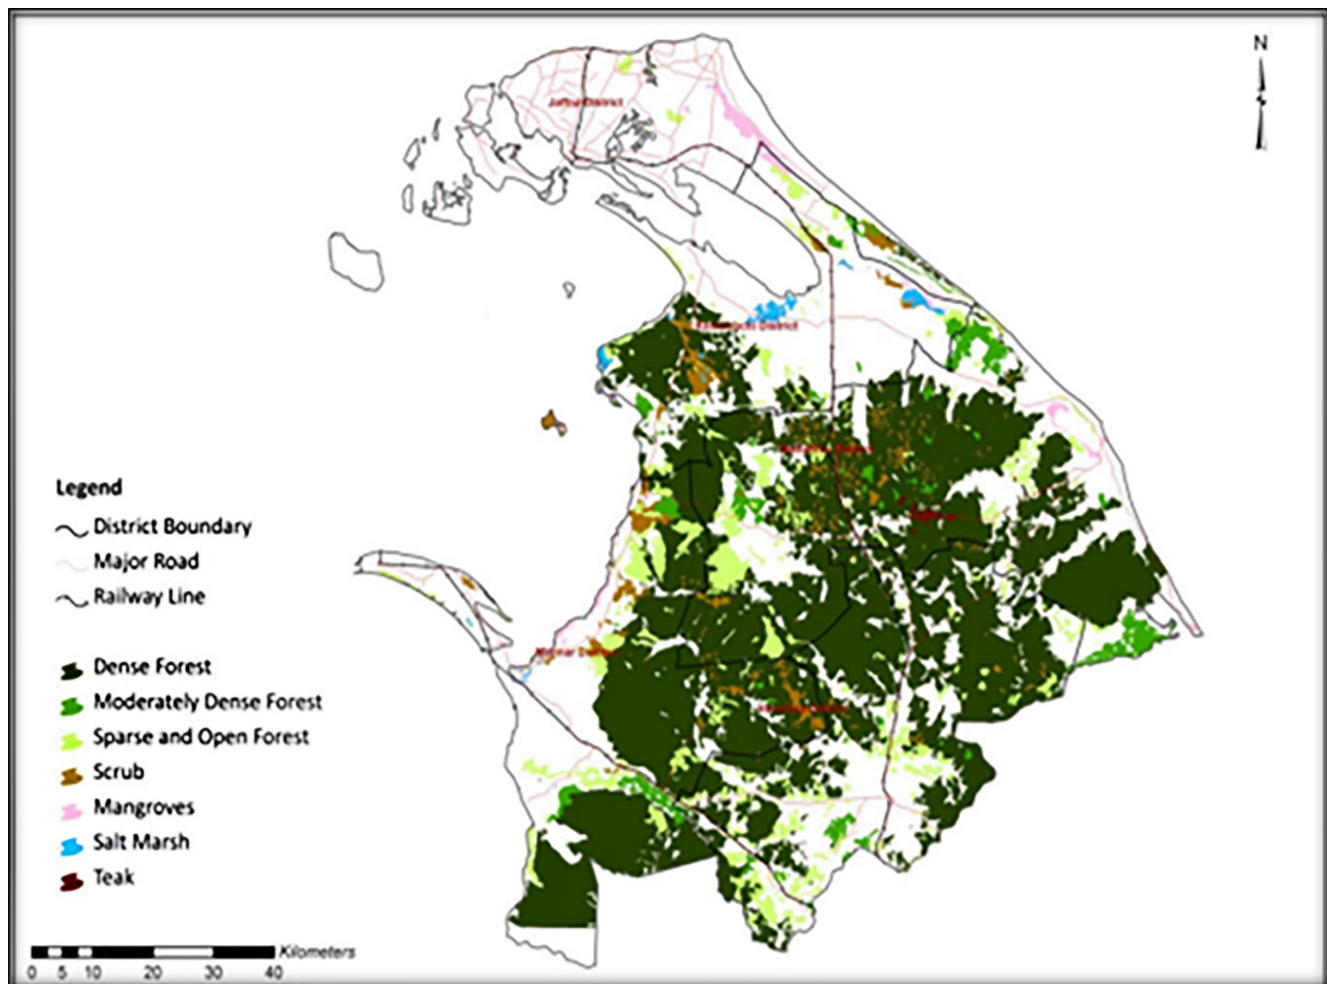 N
Jaffna District
Mannar District
Legend
District Boundary
Major Road
Railway Line
Dense Forest
Moderately Dense Forest
Sparse and Open Forest
Scrub
Mangroves
Salt Marsh
Teak
Kilometers
0 5 10 20 30 40